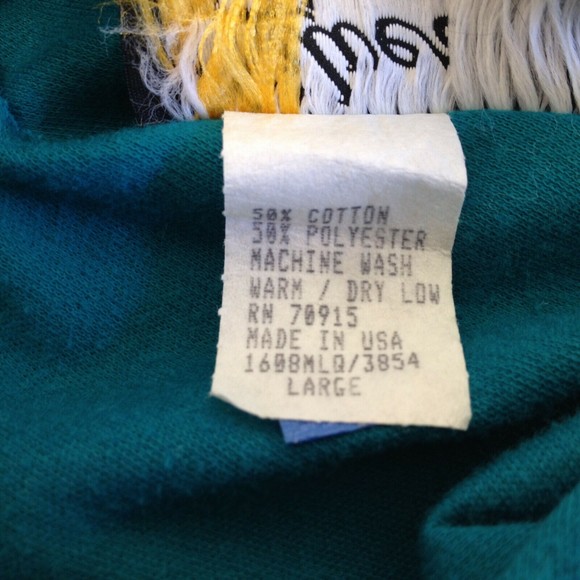 50% COTTON
50% POLYESTER
MACHINE WASH
WARM / DRY LOW
RN 70915
MADE IN USA
1608MLQ/3854
LARGE